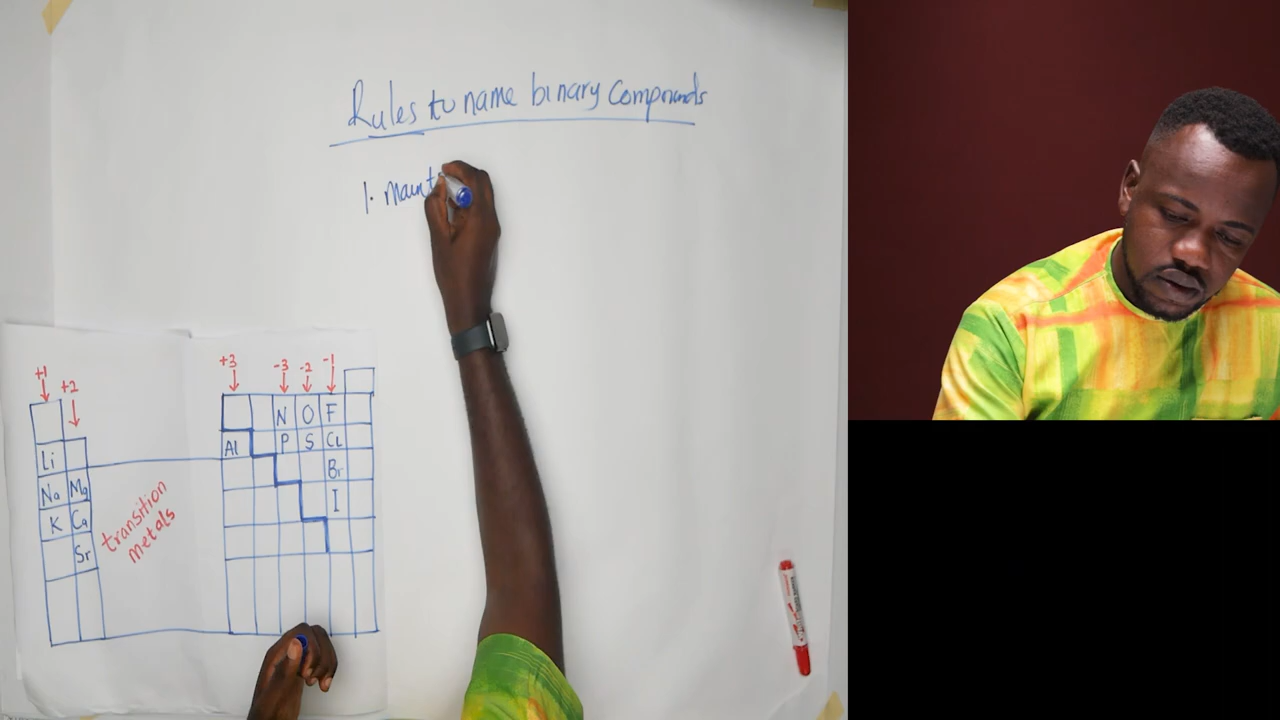 Rules to name binary Compounds
1. Maint
+1
+2
+3 -3 -2 -1
N O F
Al P S CL
Li Br
Na Mg I
K Ca
Sr
transition
metals